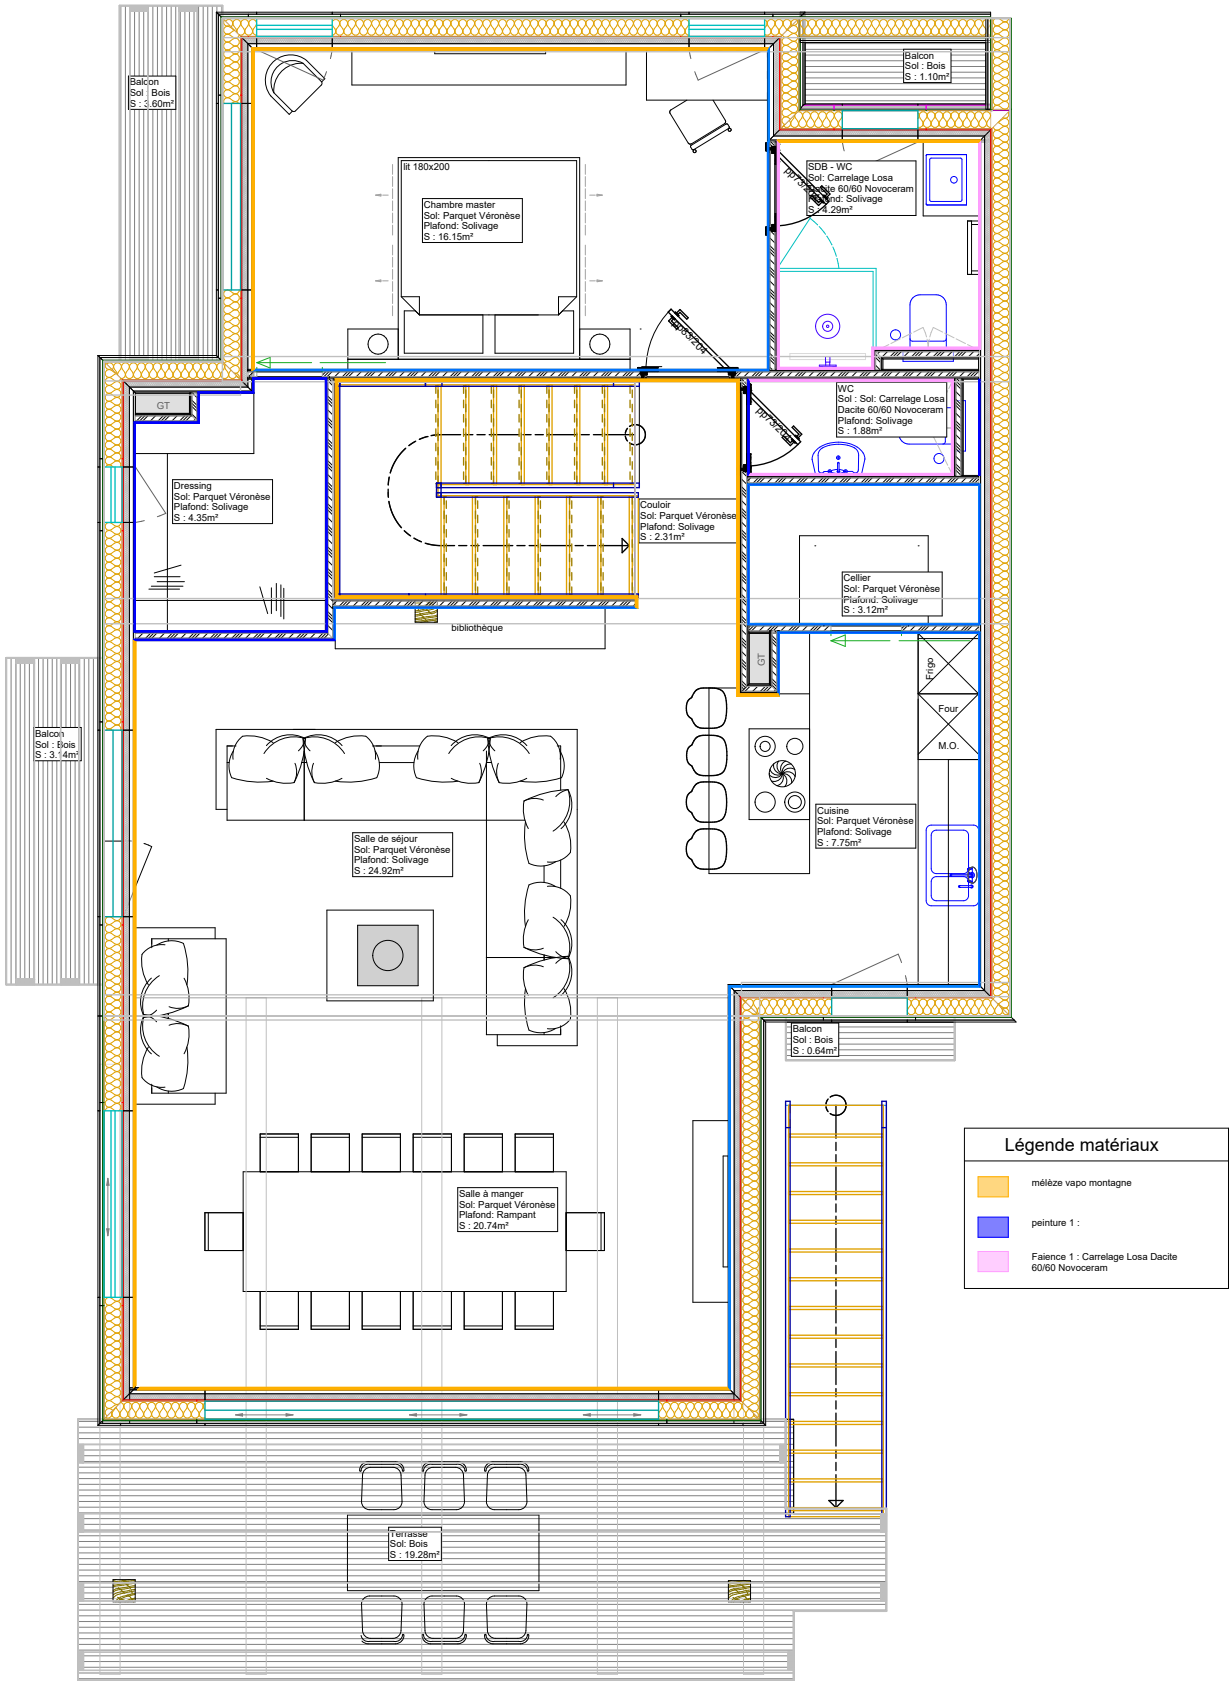 Balcon
Sol : Bois
S : 3.60m²
Balcon
Sol : Bois
S : 1.10m²
lit 180x200
Chambre master
Sol: Parquet Véronèse
Plafond: Solivage
S : 16.15m²
SDB - WC
Sol: Carrelage Losa
Dacite 60/60 Novoceram
Plafond: Solivage
S : 4.29m²
WC
Sol : Sol: Carrelage Losa
Dacite 60/60 Novoceram
Plafond: Solivage
S : 1.88m²
GT
Dressing
Sol: Parquet Véronèse
Plafond: Solivage
S : 4.35m²
Couloir
Sol: Parquet Véronèse
Plafond: Solivage
S : 2.31m²
Cellier
Sol: Parquet Véronèse
Plafond: Solivage
S : 3.12m²
bibliothèque
GT
Frigo
Four
M.O.
Balcon
Sol : Bois
S : 3.14m²
Salle de séjour
Sol: Parquet Véronèse
Plafond: Solivage
S : 24.92m²
Cuisine
Sol: Parquet Véronèse
Plafond: Solivage
S : 7.75m²
Balcon
Sol : Bois
S : 0.64m²
Salle à manger
Sol: Parquet Véronèse
Plafond: Rampant
S : 20.74m²
Légende matériaux
mélèze vapo montagne
peinture 1 :
Faience 1 : Carrelage Losa Dacite
60/60 Novoceram
Terrasse
Sol: Bois
S : 19.28m²